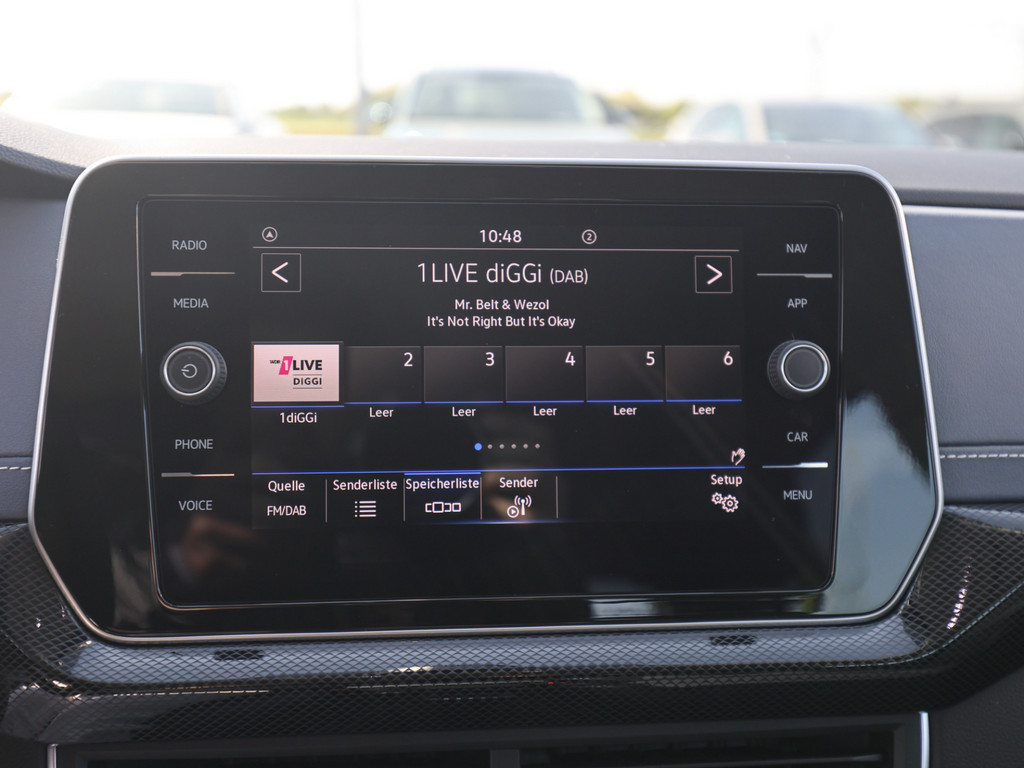 RADIO
MEDIA
PHONE
VOICE
10:48
2
1LIVE diGGi (DAB)
Mr. Belt & Wezol
It's Not Right But It's Okay
WDR 1LIVE
DIGGI
2
3
4
5
6
1diGGi
Leer
Leer
Leer
Leer
Leer
Quelle
FM/DAB
Senderliste
Speicherliste
Sender
Setup
NAV
APP
CAR
MENU